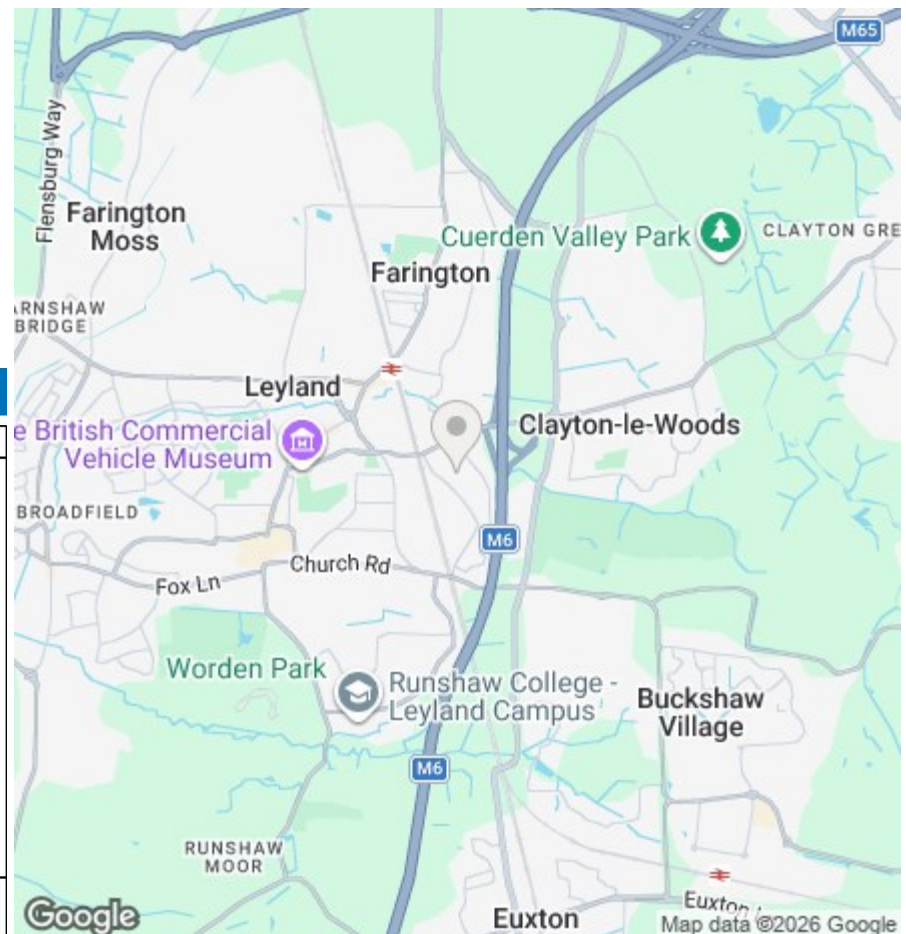 M65
Flensburg Way
Farington
Moss
Cuerden Valley Park
CLAYTON GRE
Farington
ARNSHAW
BRIDGE
Leyland
e British Commercial
Vehicle Museum
Clayton-le-Woods
BROADFIELD
M6
Church Rd
Fox Ln
Worden Park
Runshaw College -
Leyland Campus
Buckshaw
Village
M6
RUNSHAW
MOOR
Euxton
Euxton
Google
Map data ©2026 Google